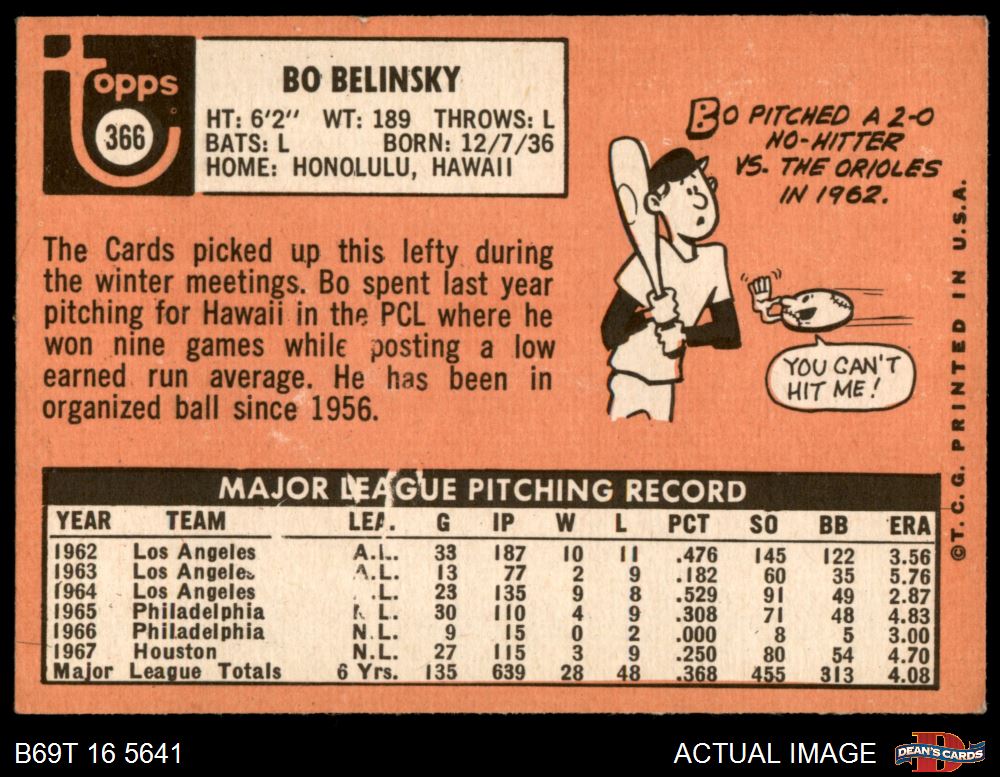 Topps
366
BO BELINSKY
HT: 6'2" WT: 189 THROWS: L
BATS: L BORN: 12/7/36
HOME: HONOLULU, HAWAII
The Cards picked up this lefty during
the winter meetings. Bo spent last year
pitching for Hawaii in the PCL where he
won nine games while posting a low
earned run average. He has been in
organized ball since 1956.
BO PITCHED A 2-0
NO-HITTER
VS. THE ORIOLES
IN 1962.
YOU CAN'T
HIT ME!
©T.C.G. PRINTED IN U.S.A.
MAJOR LEAGUE PITCHING RECORD
YEAR TEAM LEA. G IP W L PCT SO BB ERA
1962 Los Angeles A.L. 33 187 10 11 .476 145 122 3.56
1963 Los Angeles A.L. 13 77 2 9 .182 60 35 5.76
1964 Los Angeles .L. 23 135 9 8 .529 91 49 2.87
1965 Philadelphia N.L. 30 110 4 9 .308 71 48 4.83
1966 Philadelphia N.L. 9 15 0 2 .000 8 5 3.00
1967 Houston N.L. 27 115 3 9 .250 80 54 4.70
Major League Totals 6 Yrs. 135 639 28 48 .368 455 313 4.08
B69T 16 5641
ACTUAL IMAGE
DEAN'S CARDS